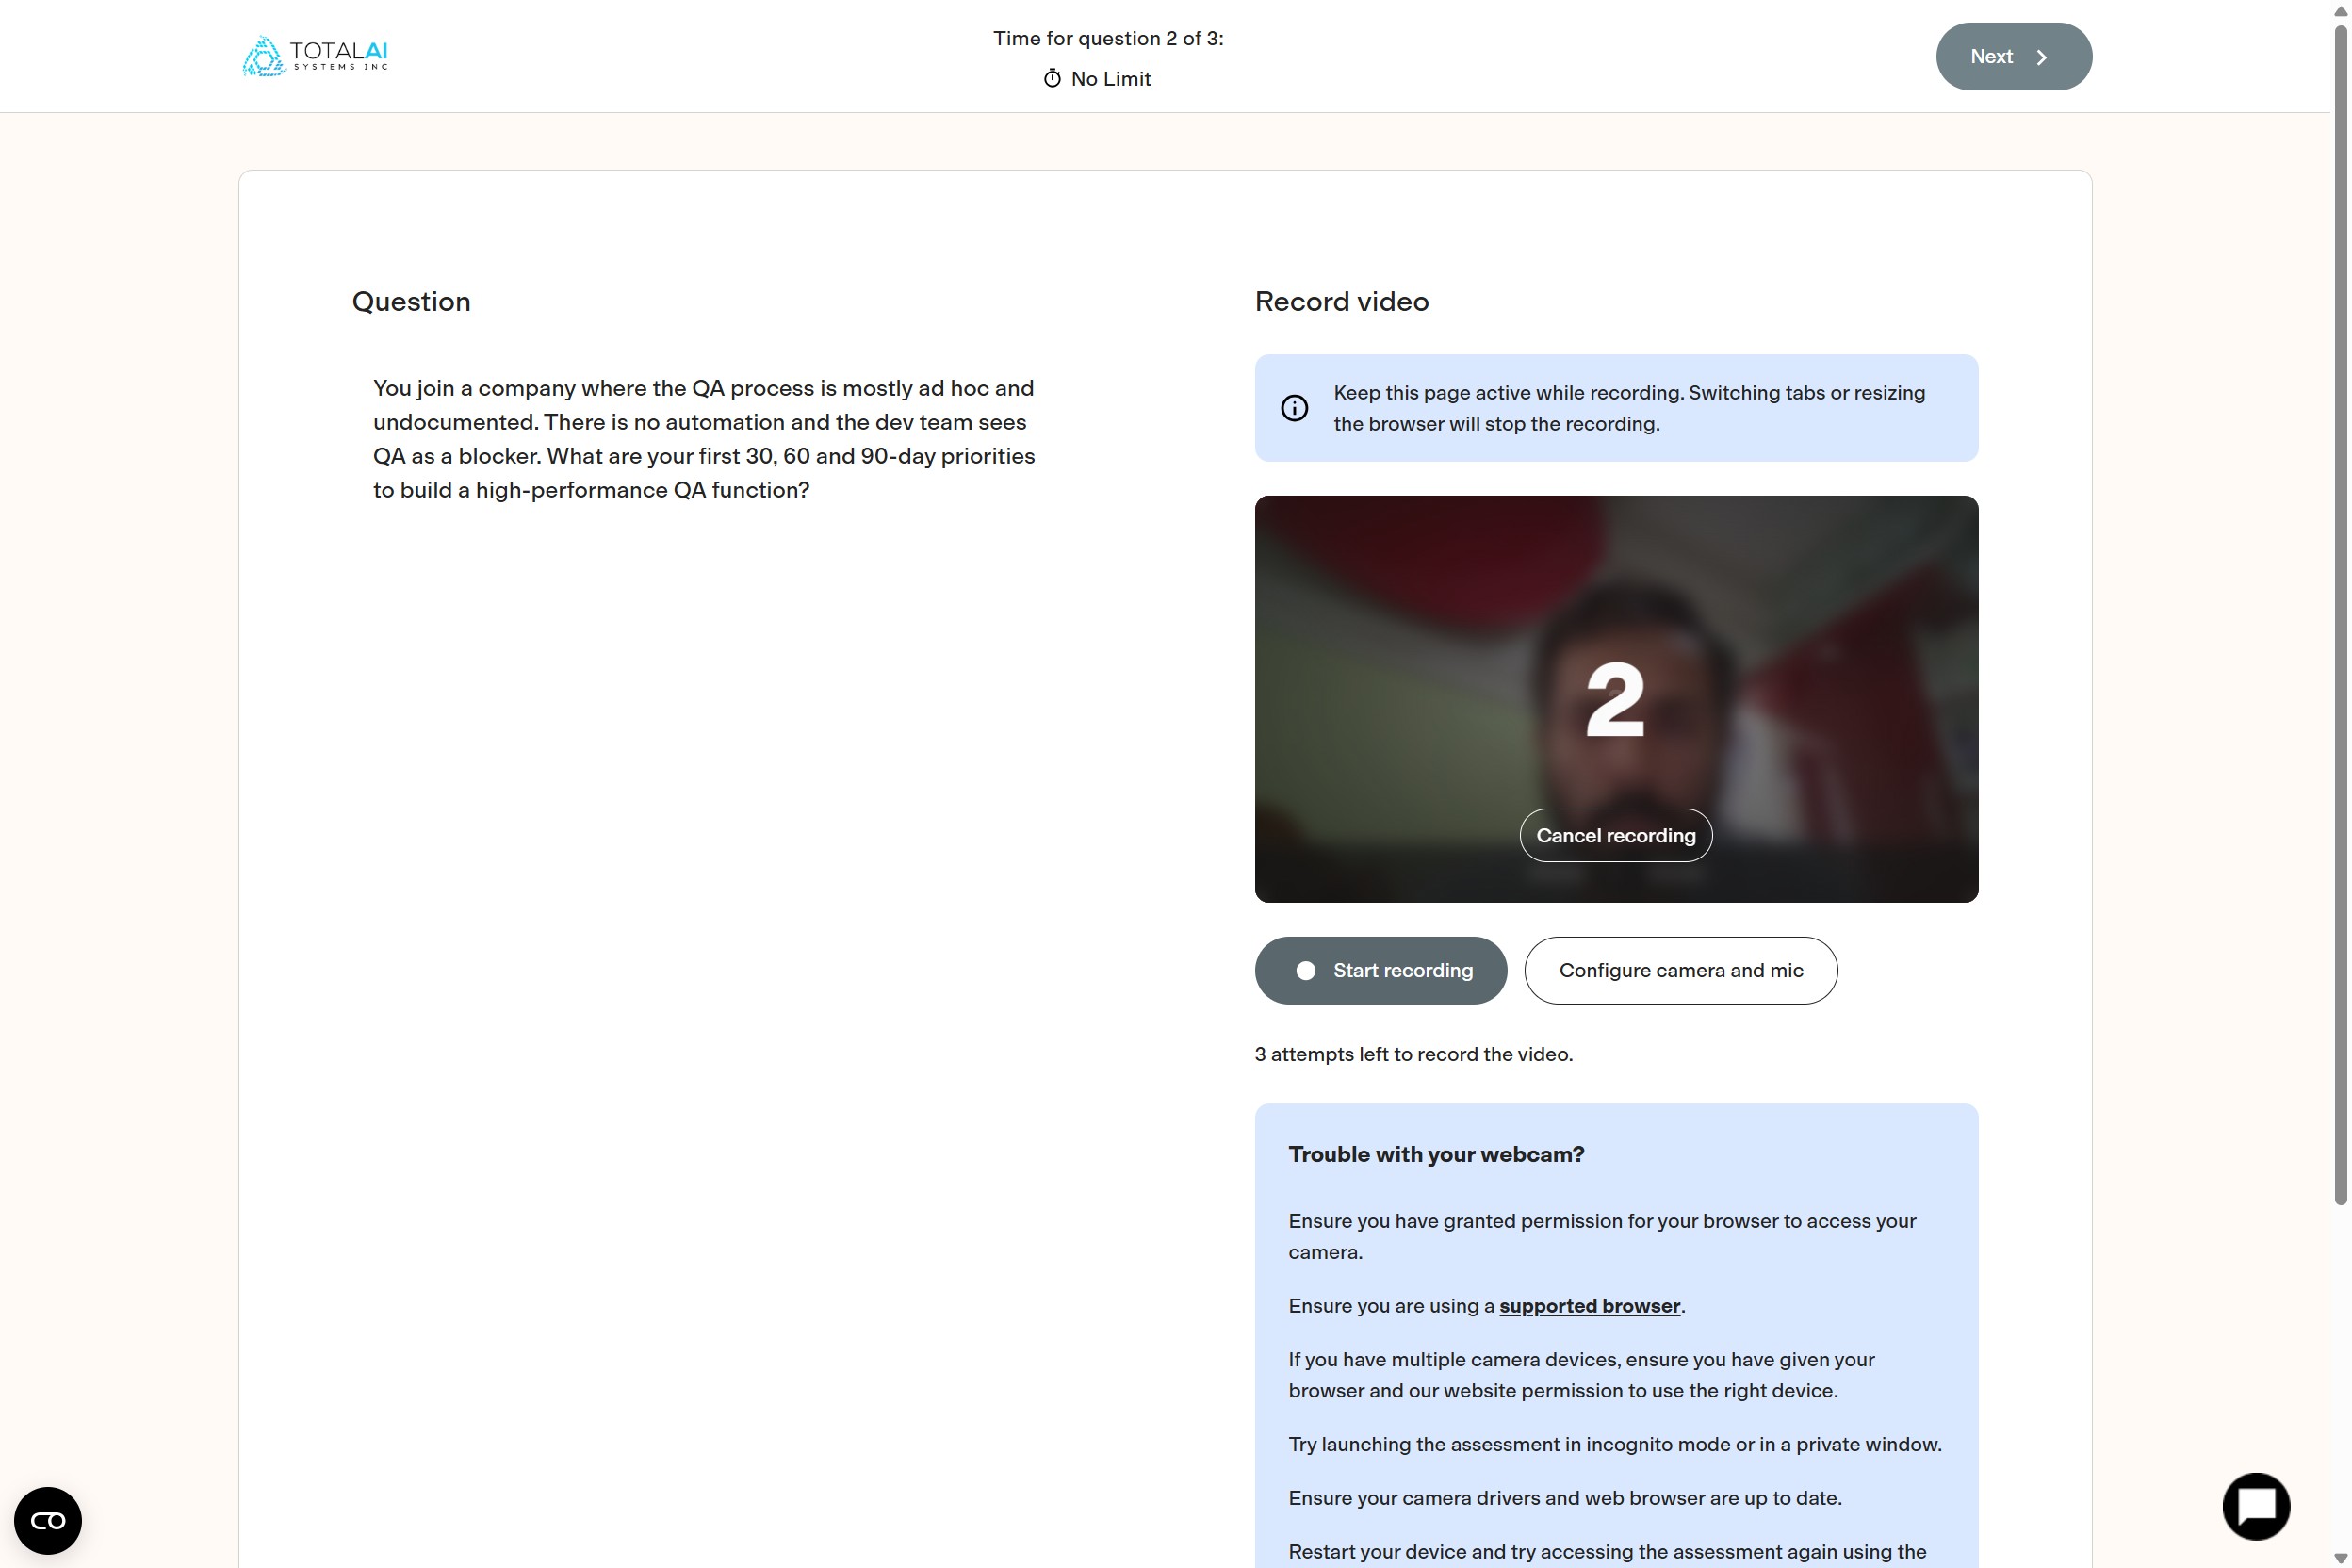 TOTALAI
SYSTEMS INC
Time for question 2 of 3:
No Limit
Next
Question
You join a company where the QA process is mostly ad hoc and
undocumented. There is no automation and the dev team sees
QA as a blocker. What are your first 30, 60 and 90-day priorities
to build a high-performance QA function?
Record video
Keep this page active while recording. Switching tabs or resizing
the browser will stop the recording.
2
Cancel recording
Start recording
Configure camera and mic
3 attempts left to record the video.
Trouble with your webcam?
Ensure you have granted permission for your browser to access your
camera.
Ensure you are using a supported browser.
If you have multiple camera devices, ensure you have given your
browser and our website permission to use the right device.
Try launching the assessment in incognito mode or in a private window.
Ensure your camera drivers and web browser are up to date.
Restart your device and try accessing the assessment again using the